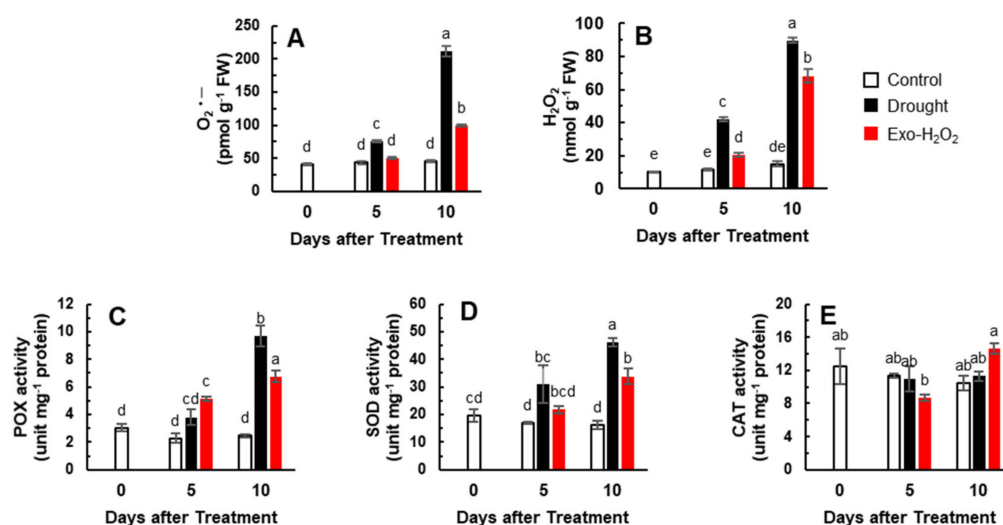 A
O₂•−
(pmol g⁻¹ FW)
250
200
150
100
50
0
d
d
c
d
d
a
b
0 5 10
Days after Treatment
B
H₂O₂
(nmol g⁻¹ FW)
100
80
60
40
20
0
e
e
c
d
de
a
b
0 5 10
Days after Treatment
Control
Drought
Exo-H₂O₂
C
POX activity
(unit mg⁻¹ protein)
12
10
8
6
4
2
0
d
d
cd
c
d
b
a
0 5 10
Days after Treatment
D
SOD activity
(unit mg⁻¹ protein)
60
50
40
30
20
10
0
cd
d
bc
bcd
d
a
b
0 5 10
Days after Treatment
E
CAT activity
(unit mg⁻¹ protein)
20
16
12
8
4
0
ab
ab
ab
b
ab
ab
a
0 5 10
Days after Treatment